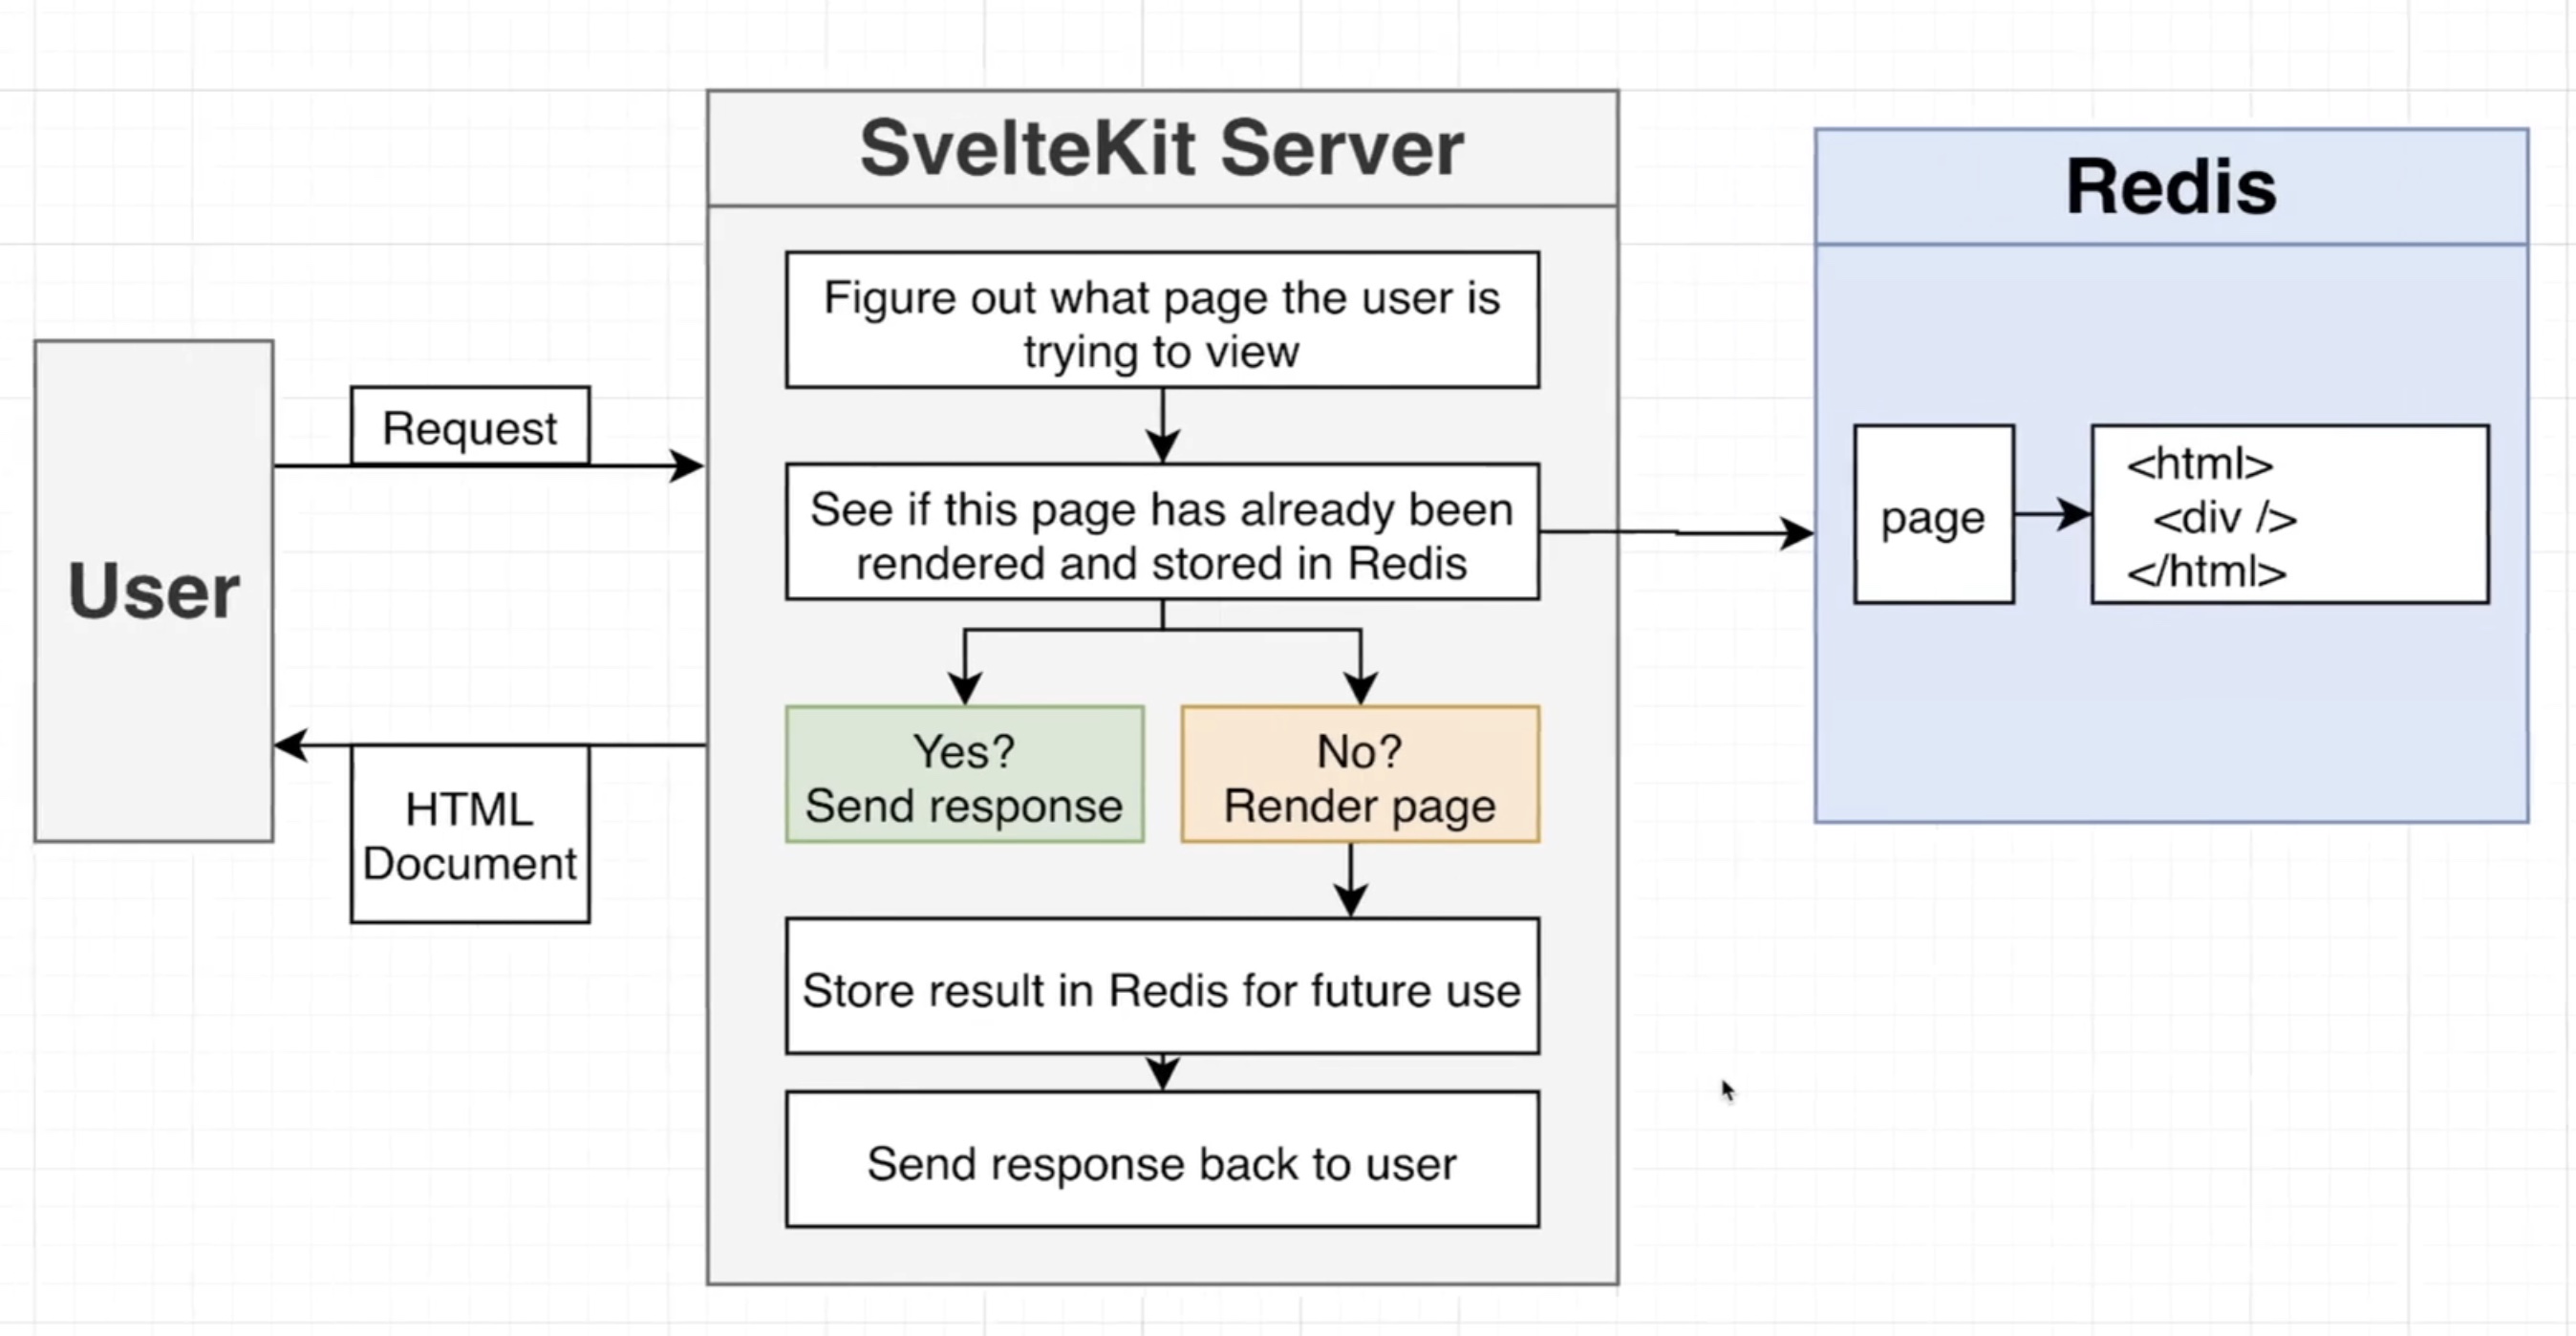 SvelteKit Server
Redis
Figure out what page the user is
trying to view
Request
See if this page has already been
rendered and stored in Redis
page
<html>
<div />
</html>
User
Yes?
Send response
No?
Render page
HTML
Document
Store result in Redis for future use
Send response back to user